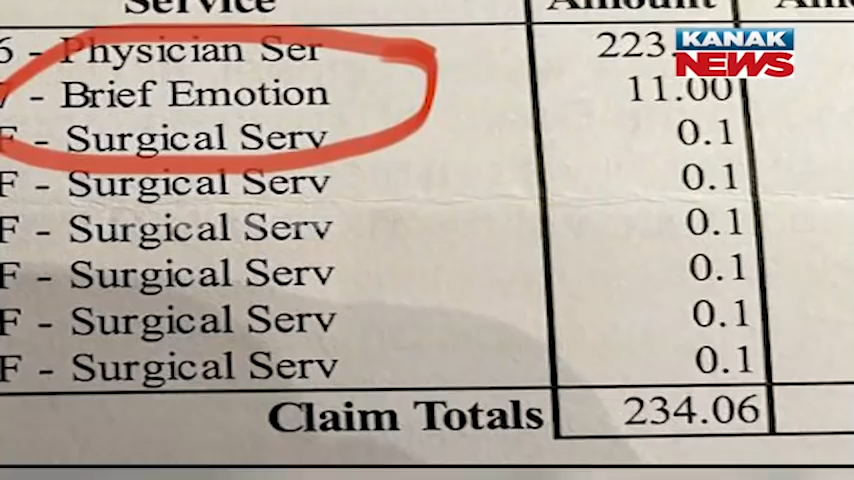 Service Amount
6 - Physician Ser 223
KANAK
NEWS
7 - Brief Emotion 11.00
F - Surgical Serv 0.1
F - Surgical Serv 0.1
F - Surgical Serv 0.1
F - Surgical Serv 0.1
F - Surgical Serv 0.1
F - Surgical Serv 0.1
Claim Totals 234.06